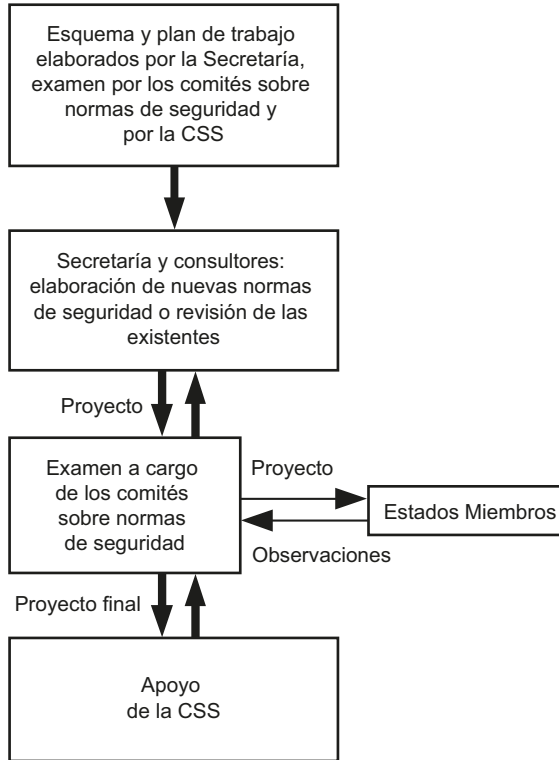 Esquema y plan de trabajo
elaborados por la Secretaría,
examen por los comités sobre
normas de seguridad y
por la CSS
Secretaría y consultores:
elaboración de nuevas normas
de seguridad o revisión de las
existentes
Proyecto
Examen a cargo
de los comités
sobre normas
de seguridad
Proyecto
Estados Miembros
Observaciones
Proyecto final
Apoyo
de la CSS